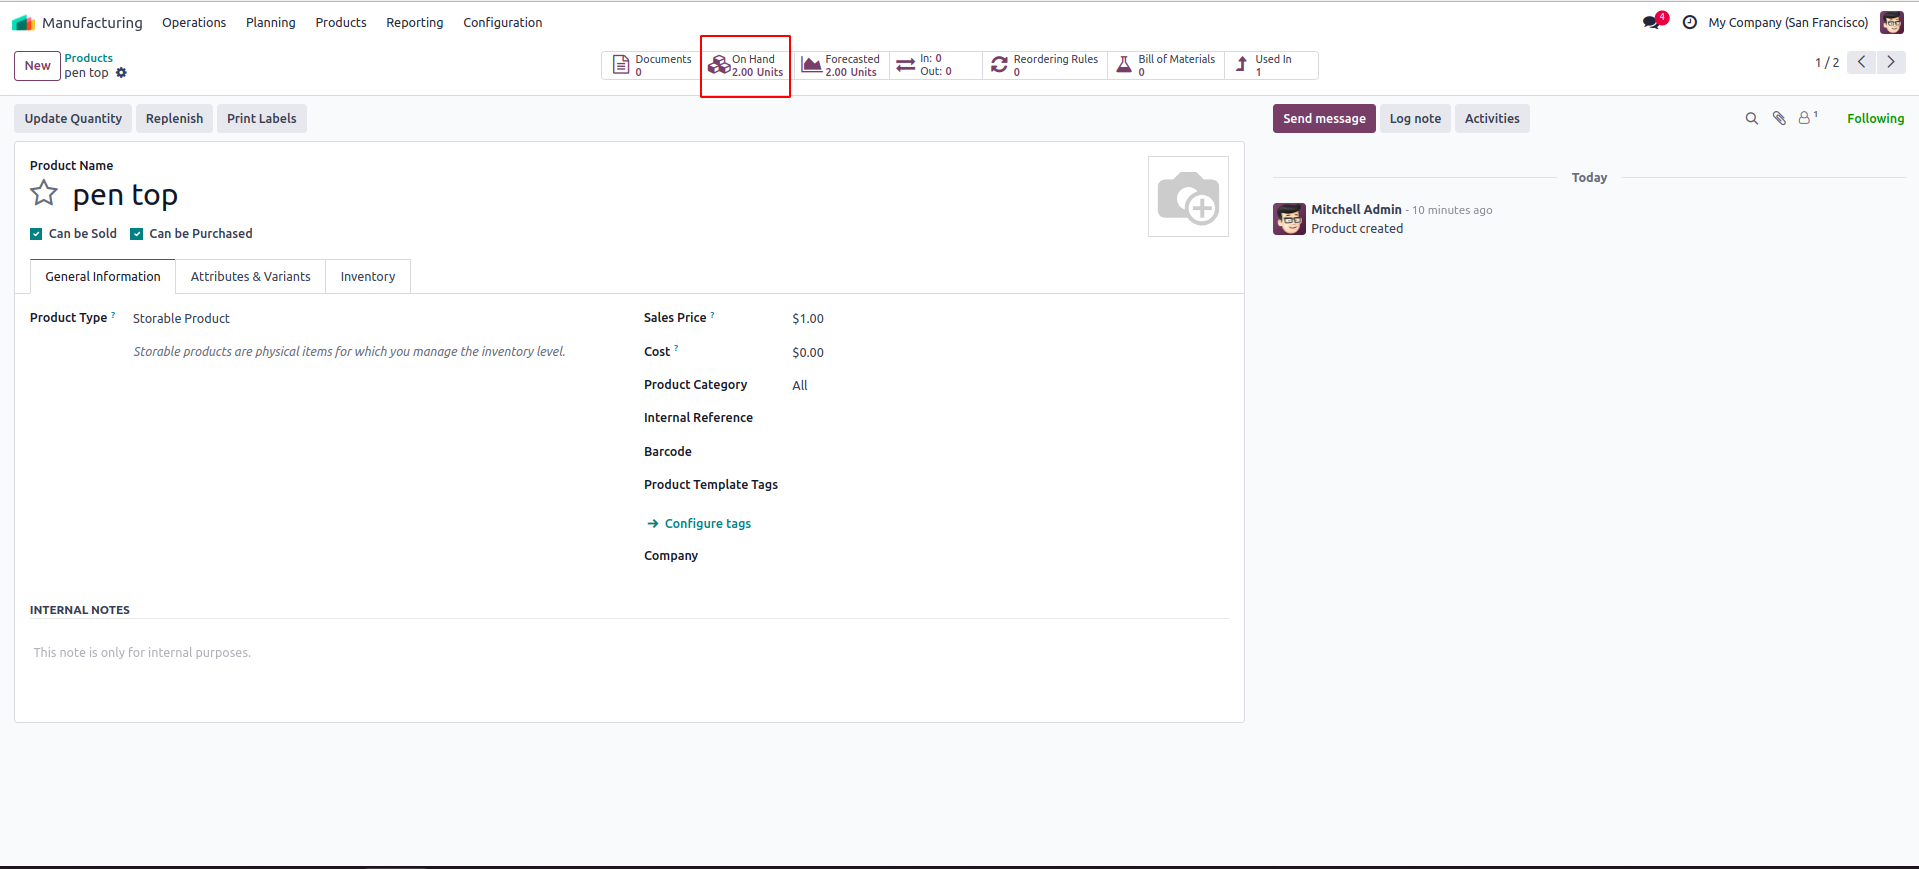 Manufacturing Operations Planning Products Reporting Configuration 4 My Company (San Francisco)
New Products
pen top
Documents
0
On Hand
2.00 Units
Forecasted
2.00 Units
In: 0
Out: 0
Reordering Rules
0
Bill of Materials
0
Used In
1
1 / 2
Update Quantity Replenish Print Labels
Send message Log note Activities 1 Following
Product Name
pen top
Can be Sold Can be Purchased
General Information Attributes & Variants Inventory
Product Type ? Storable Product
Storable products are physical items for which you manage the inventory level.
Sales Price ? $1.00
Cost ? $0.00
Product Category All
Internal Reference
Barcode
Product Template Tags
Configure tags
Company
INTERNAL NOTES
This note is only for internal purposes.
Today
Mitchell Admin - 10 minutes ago
Product created